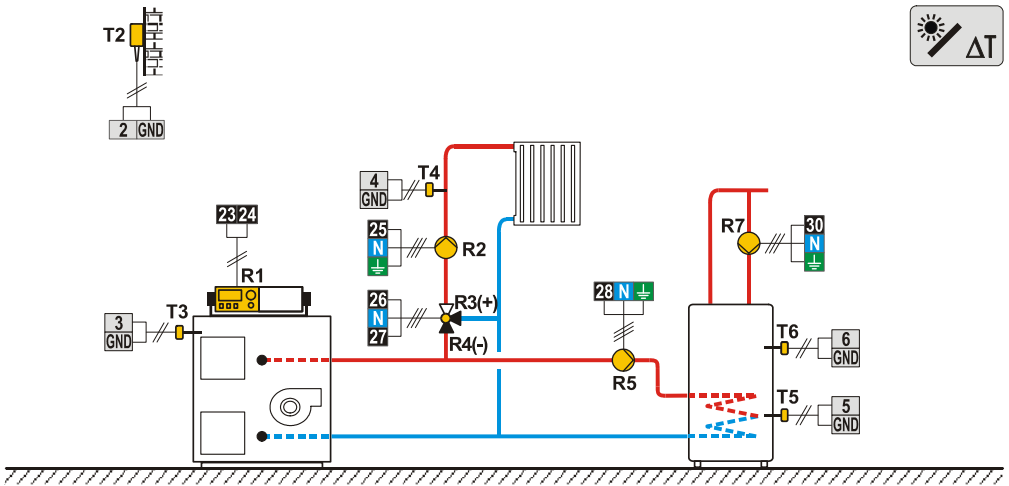 T2
2 GND
ΔT
T4
4
GND
25
N
R2
R7
30
N
23 24
R1
26
N
27
R3(+)
R4(-)
28 N
T3
3
GND
R5
T6
6
GND
T5
5
GND